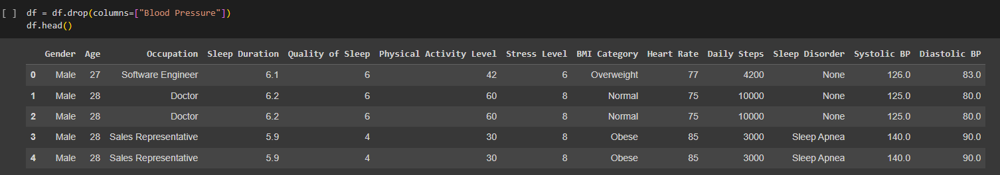 [ ] df = df.drop(columns=["Blood Pressure"])
df.head()
Gender Age Occupation Sleep Duration Quality of Sleep Physical Activity Level Stress Level BMI Category Heart Rate Daily Steps Sleep Disorder Systolic BP Diastolic BP
0 Male 27 Software Engineer 6.1 6 42 6 Overweight 77 4200 None 126.0 83.0
1 Male 28 Doctor 6.2 6 60 8 Normal 75 10000 None 125.0 80.0
2 Male 28 Doctor 6.2 6 60 8 Normal 75 10000 None 125.0 80.0
3 Male 28 Sales Representative 5.9 4 30 8 Obese 85 3000 Sleep Apnea 140.0 90.0
4 Male 28 Sales Representative 5.9 4 30 8 Obese 85 3000 Sleep Apnea 140.0 90.0